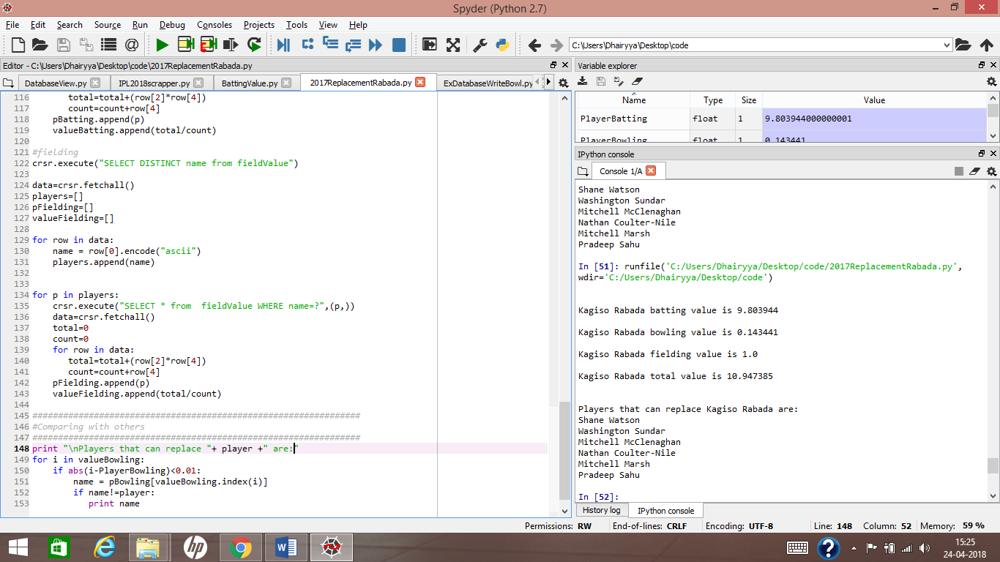 Spyder (Python 2.7)
File Edit Search Source Run Debug Consoles Projects Tools View Help
C:\Users\Dhairyya\Desktop\code
Editor - C:\Users\Dhairyya\Desktop\code\2017ReplacementRabada.py
DatabaseView.py IPL2018scrapper.py BattingValue.py 2017ReplacementRabada.py ExDatabaseWriteBowl.py
116 total=total+(row[2]*row[4])
117 count=count+row[4]
118 pBatting.append(p)
119 valueBatting.append(total/count)
120
121 #fielding
122 crsr.execute("SELECT DISTINCT name from fieldValue")
123
124 data=crsr.fetchall()
125 players=[]
126 pFielding=[]
127 valueFielding=[]
128
129 for row in data:
130 name = row[0].encode("ascii")
131 players.append(name)
132
133
134 for p in players:
135 crsr.execute("SELECT * from  fieldValue WHERE name=?",(p,))
136 data=crsr.fetchall()
137 total=0
138 count=0
139 for row in data:
140 total=total+(row[2]*row[4])
141 count=count+row[4]
142 pFielding.append(p)
143 valueFielding.append(total/count)
144
145 ################################################################
146 #Comparing with others
147 ################################################################
148 print "\nPlayers that can replace "+ player +" are:"
149 for i in valueBowling:
150 if abs(i-PlayerBowling)<0.01:
151 name = pBowling[valueBowling.index(i)]
152 if name!=player:
153 print name
Variable explorer
Name Type Size Value
PlayerBatting float 1 9.803944000000001
PlayerBowling float 1 0.143441
IPython console
Console 1/A
Shane Watson
Washington Sundar
Mitchell McClenaghan
Nathan Coulter-Nile
Mitchell Marsh
Pradeep Sahu
In [51]: runfile('C:/Users/Dhairyya/Desktop/code/2017ReplacementRabada.py',
wdir='C:/Users/Dhairyya/Desktop/code')
Kagiso Rabada batting value is 9.803944
Kagiso Rabada bowling value is 0.143441
Kagiso Rabada fielding value is 1.0
Kagiso Rabada total value is 10.947385
Players that can replace Kagiso Rabada are:
Shane Watson
Washington Sundar
Mitchell McClenaghan
Nathan Coulter-Nile
Mitchell Marsh
Pradeep Sahu
In [52]:
History log IPython console
Permissions: RW End-of-lines: CRLF Encoding: UTF-8 Line: 148 Column: 52 Memory: 59 %
15:25
24-04-2018